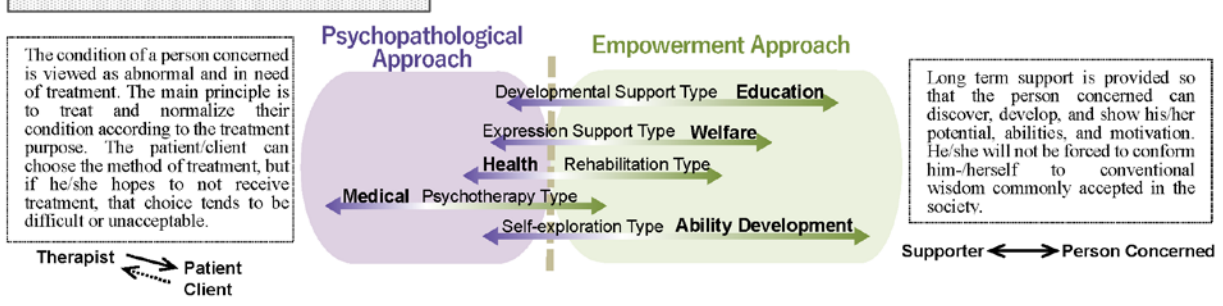 Psychopathological
Approach
Empowerment Approach
The condition of a person concerned
is viewed as abnormal and in need
of treatment. The main principle is
to treat and normalize their
condition according to the treatment
purpose. The patient/client can
choose the method of treatment, but
if he/she hopes to not receive
treatment, that choice tends to be
difficult or unacceptable.
Therapist
Patient
Client
Developmental Support Type Education
Expression Support Type Welfare
Health Rehabilitation Type
Medical Psychotherapy Type
Self-exploration Type Ability Development
Long term support is provided so
that the person concerned can
discover, develop, and show his/her
potential, abilities, and motivation.
He/she will not be forced to conform
him-/herself to conventional
wisdom commonly accepted in the
society.
Supporter Person Concerned